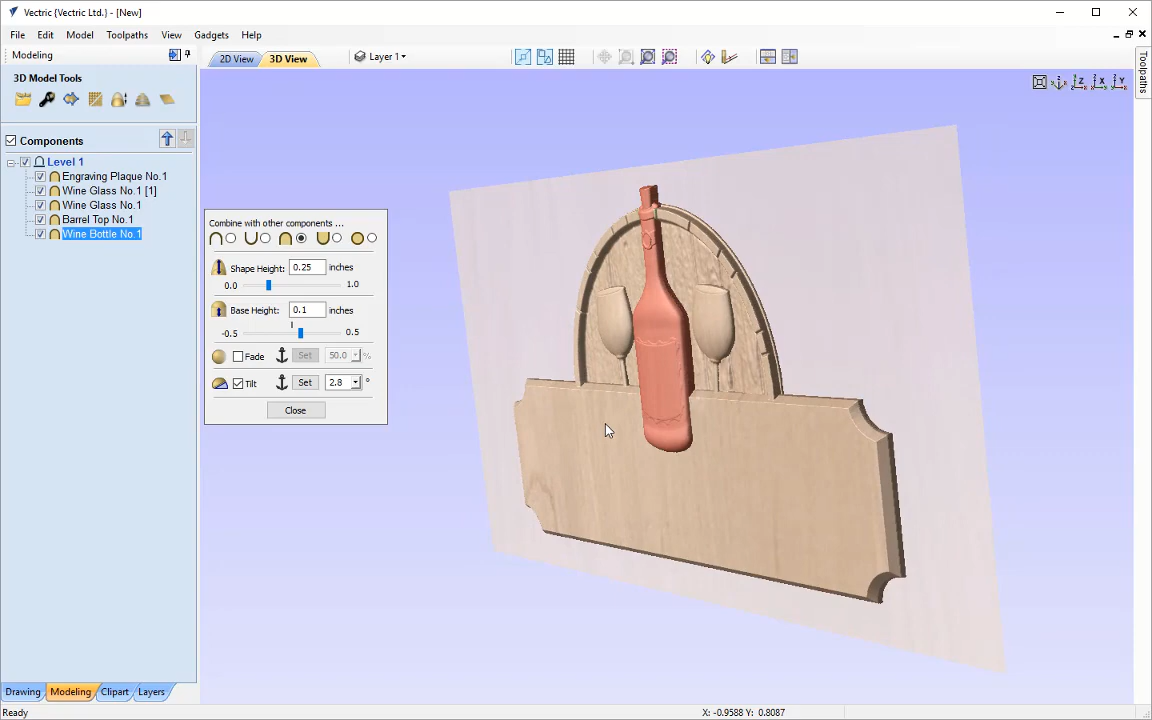 Vectric {Vectric Ltd.} - [New]
File Edit Model Toolpaths View Gadgets Help
Modeling
2D View 3D View Layer 1
3D Model Tools
Components
Level 1
Engraving Plaque No.1
Wine Glass No.1 [1]
Wine Glass No.1
Barrel Top No.1
Wine Bottle No.1
Combine with other components ...
Shape Height: 0.25 inches
0.0 1.0
Base Height: 0.1 inches
-0.5 0.5
Fade Set 50.0 %
Tilt Set 2.8 °
Close
Z X Y
Toolpaths
Drawing Modeling Clipart Layers
Ready X: -0.9588 Y: 0.8087